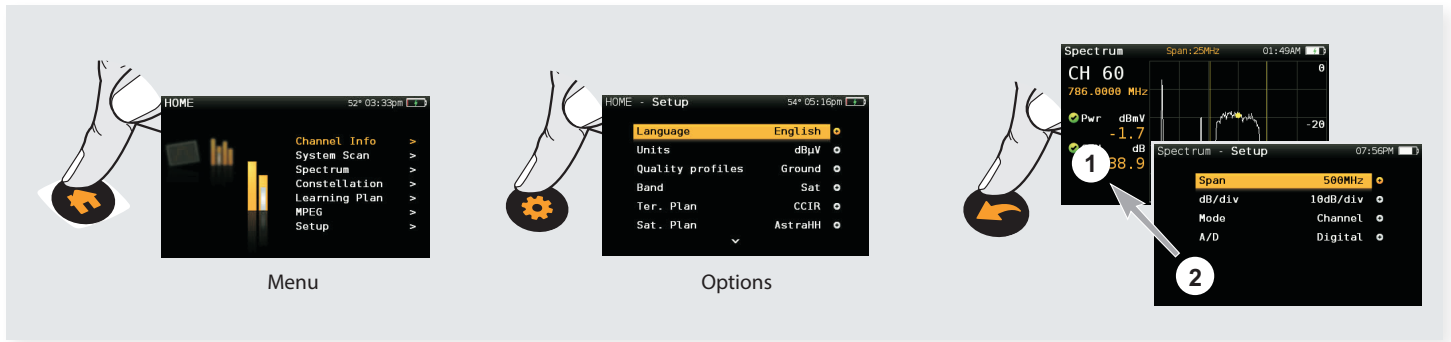 HOME 52° 03:33pm
Channel Info >
System Scan >
Spectrum >
Constellation >
Learning Plan >
MPEG >
Setup >
Menu
HOME - Setup 54° 05:16pm
Language English
Units dBµV
Quality profiles Ground
Band Sat
Ter. Plan CCIR
Sat. Plan AstraHH
Options
Spectrum Span:25MHz 01:49AM
CH 60
786.0000 MHz
0
Pwr dBmV
-1.7
-20
dB
38.9
1
Spectrum - Setup 07:56PM
Span 500MHz
dB/div 10dB/div
Mode Channel
A/D Digital
2